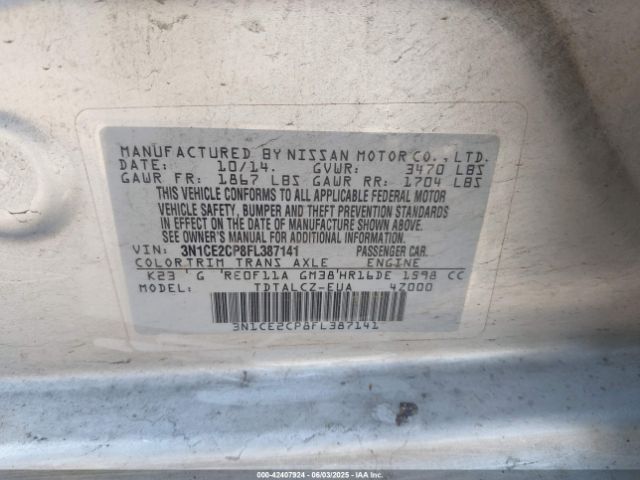 MANUFACTURED BY NISSAN MOTOR CO., LTD.
DATE: 10/14. GVWR: 3470 LBS
GAWR FR: 1867 LBS GAWR RR: 1704 LBS
THIS VEHICLE CONFORMS TO ALL APPLICABLE FEDERAL MOTOR
VEHICLE SAFETY, BUMPER AND THEFT PREVENTION STANDARDS
IN EFFECT ON THE DATE OF MANUFACTURE SHOWN ABOVE.
SEE OWNER'S MANUAL FOR ADDITIONAL INFORMATION.
VIN: 3N1CE2CP8FL387141 PASSENGER CAR.
COLOR TRIM TRANS AXLE ENGINE
K23 G RE0F11A GM38 HR16DE 1598 CC
MODEL: TDTALCZ-EUA 4Z000
3N1CE2CP8FL387141
000-42407924 - 06/03/2025 - IAA Inc.